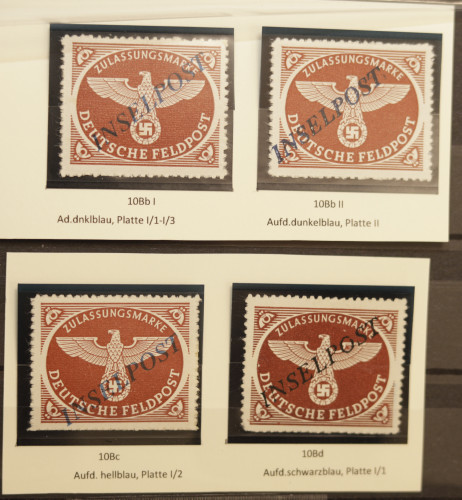 ZULASSUNGSMARKE
INSELPOST
DEUTSCHE FELDPOST
ZULASSUNGSMARKE
INSELPOST
DEUTSCHE FELDPOST
10Bb I
Ad.dnklblau, Platte I/1-I/3
10Bb II
Aufd.dunkelblau, Platte II
ZULASSUNGSMARKE
INSELPOST
DEUTSCHE FELDPOST
ZULASSUNGSMARKE
INSELPOST
DEUTSCHE FELDPOST
10Bc
Aufd. hellblau, Platte I/2
10Bd
Aufd.schwarzblau, Platte I/1